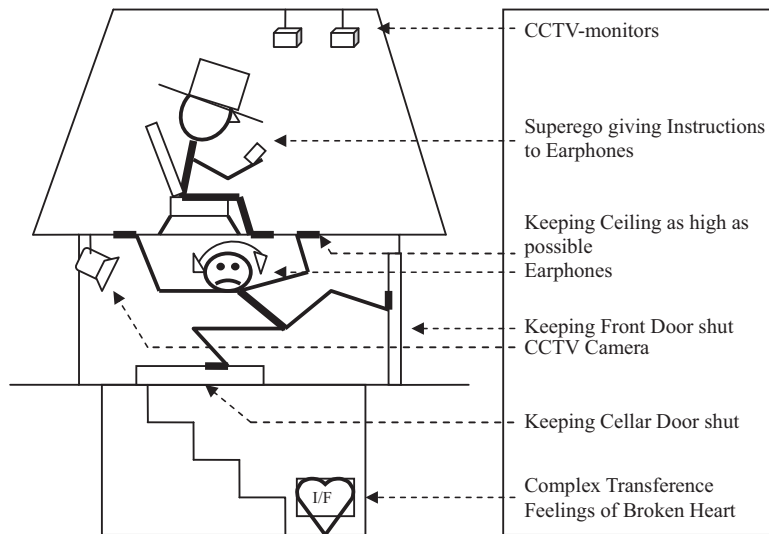 CCTV-monitors
Superego giving Instructions
to Earphones
Keeping Ceiling as high as
possible
Earphones
Keeping Front Door shut
CCTV Camera
Keeping Cellar Door shut
I/F
Complex Transference
Feelings of Broken Heart